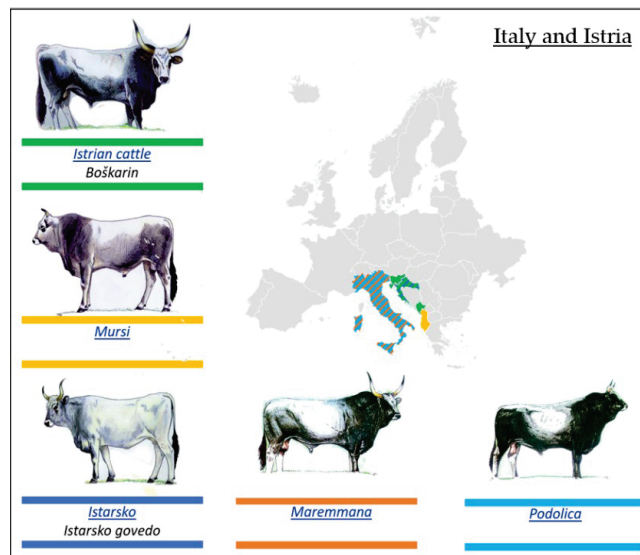 Italy and Istria
Istrian cattle
Boškarin
Mursi
Istarsko
Istarsko govedo
Maremmana
Podolica